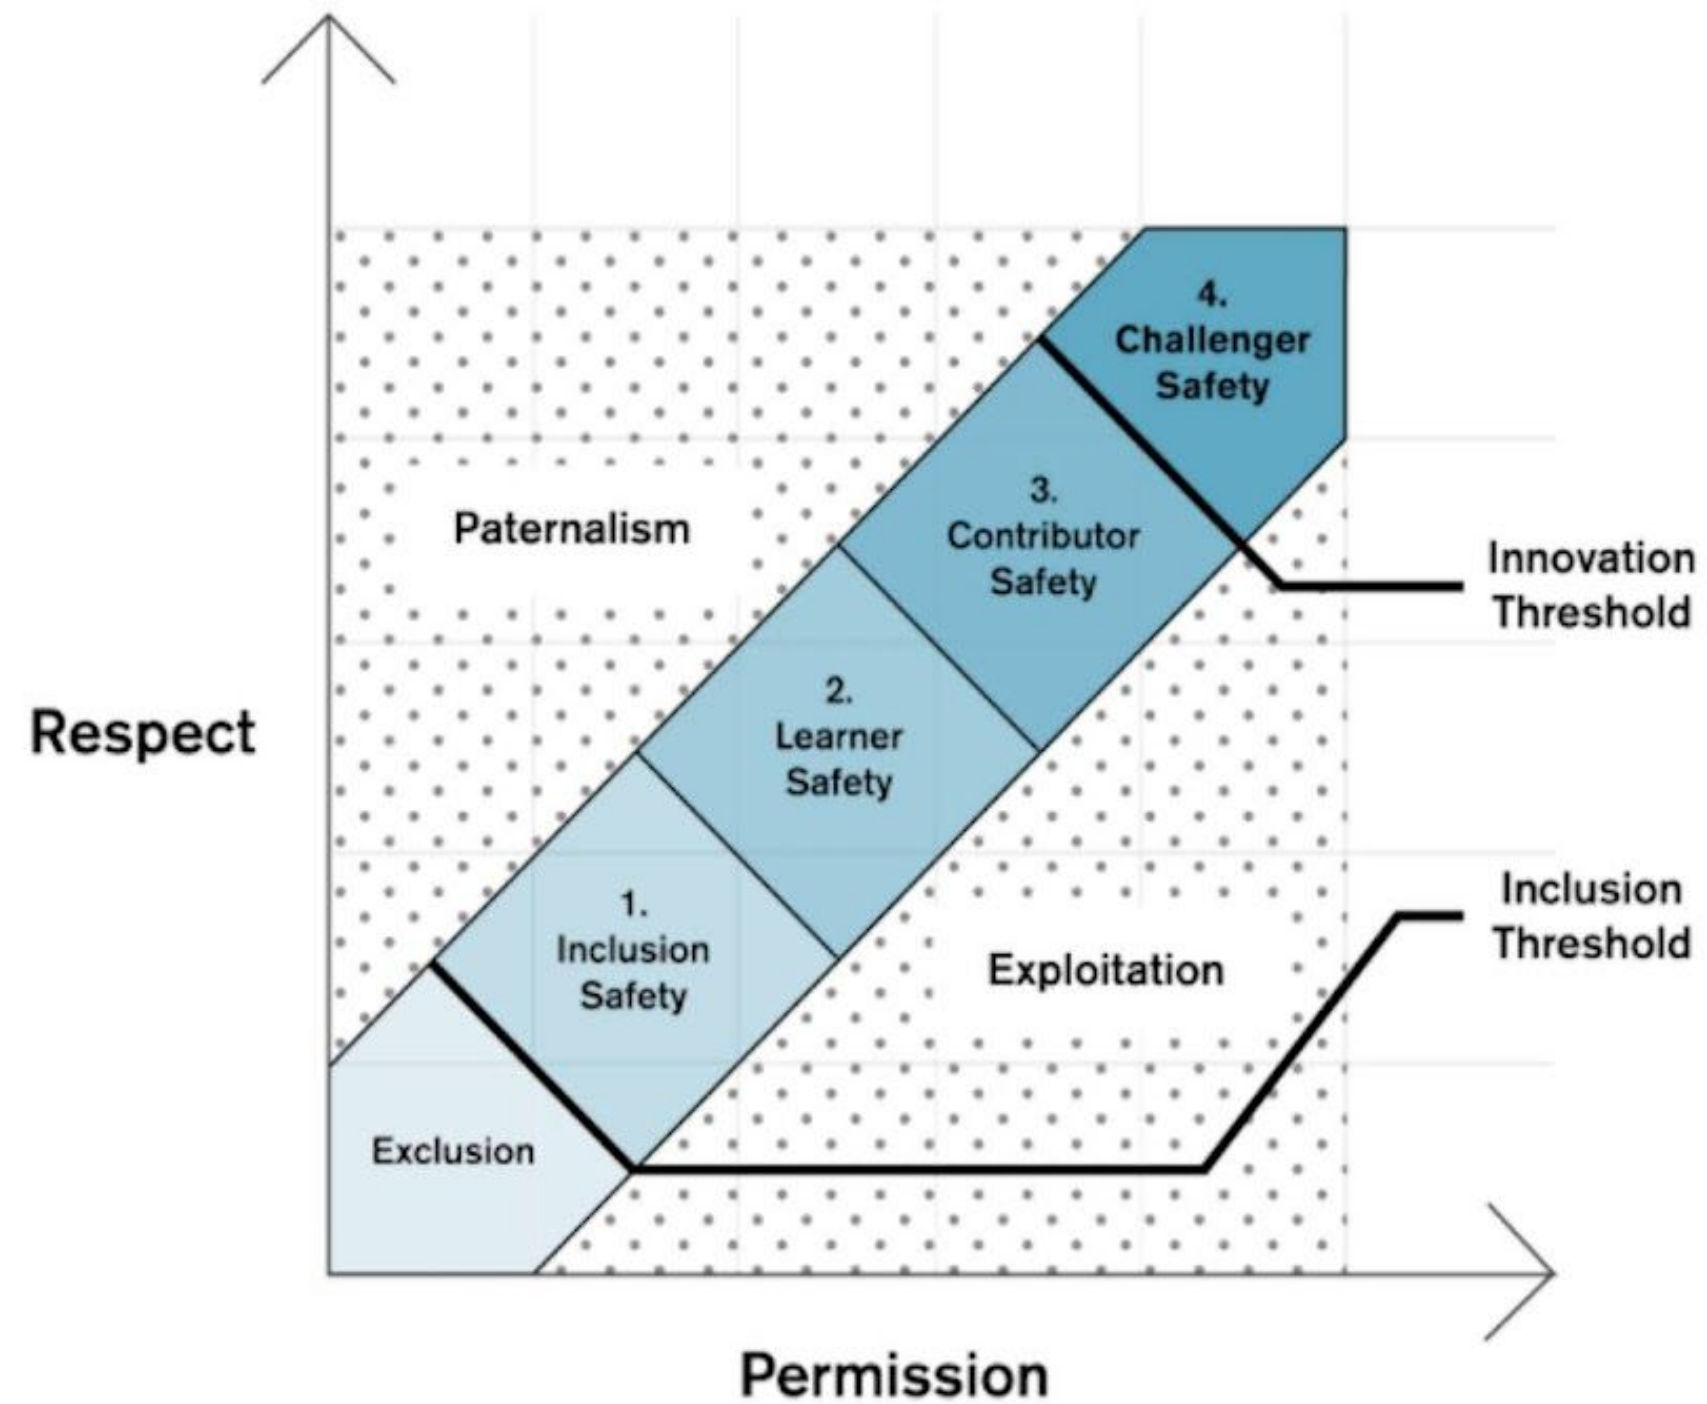 4.
Challenger
Safety
3.
Contributor
Safety
Paternalism
Innovation
Threshold
2.
Learner
Safety
Respect
1.
Inclusion
Safety
Inclusion
Threshold
Exploitation
Exclusion
Permission